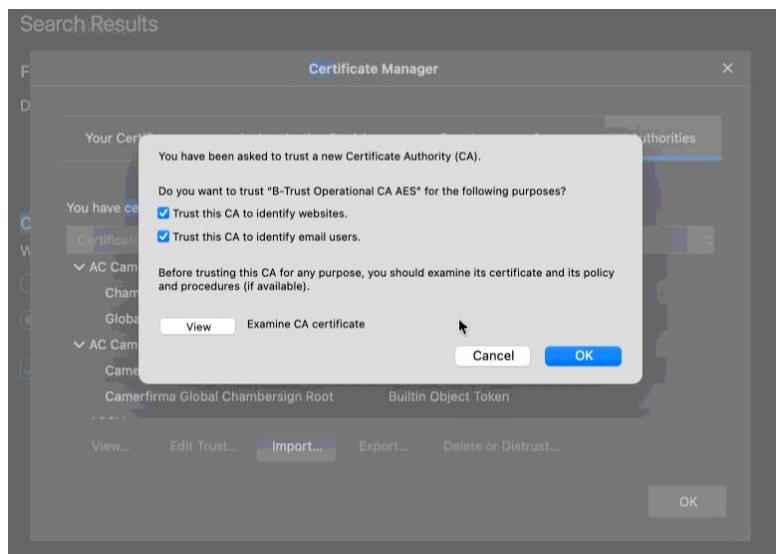 Search Results
F
Certificate Manager
D
Your Cer
uthorities
You have been asked to trust a new Certificate Authority (CA).
Do you want to trust "B-Trust Operational CA AES" for the following purposes?
Trust this CA to identify websites.
Trust this CA to identify email users.
Before trusting this CA for any purpose, you should examine its certificate and its policy
and procedures (if available).
View Examine CA certificate
Cancel OK
You have ce
C
Certificate
W
AC Cam
Cham
Globa
AC Cam
Came
Camerfirma Global Chambersign Root Builtin Object Token
View... Edit Trust... Import... Export... Delete or Distrust...
OK